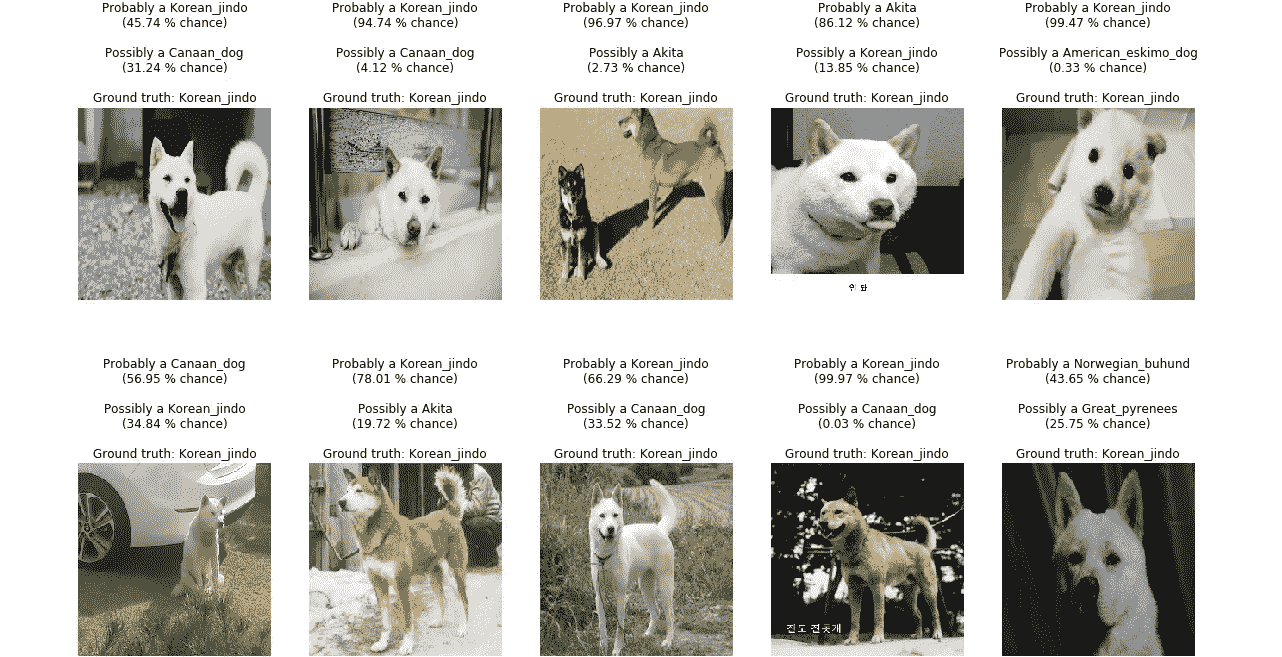 Probably a Korean_jindo
(45.74 % chance)
Possibly a Canaan_dog
(31.24 % chance)
Ground truth: Korean_jindo
Probably a Korean_jindo
(94.74 % chance)
Possibly a Canaan_dog
(4.12 % chance)
Ground truth: Korean_jindo
Probably a Korean_jindo
(96.97 % chance)
Possibly a Akita
(2.73 % chance)
Ground truth: Korean_jindo
Probably a Akita
(86.12 % chance)
Possibly a Korean_jindo
(13.85 % chance)
Ground truth: Korean_jindo
Probably a Korean_jindo
(99.47 % chance)
Possibly a American_eskimo_dog
(0.33 % chance)
Ground truth: Korean_jindo
Probably a Canaan_dog
(56.95 % chance)
Possibly a Korean_jindo
(34.84 % chance)
Ground truth: Korean_jindo
Probably a Korean_jindo
(78.01 % chance)
Possibly a Akita
(19.72 % chance)
Ground truth: Korean_jindo
Probably a Korean_jindo
(66.29 % chance)
Possibly a Canaan_dog
(33.52 % chance)
Ground truth: Korean_jindo
Probably a Korean_jindo
(99.97 % chance)
Possibly a Canaan_dog
(0.03 % chance)
Ground truth: Korean_jindo
진도 진돗개
Probably a Norwegian_buhund
(43.65 % chance)
Possibly a Great_pyrenees
(25.75 % chance)
Ground truth: Korean_jindo